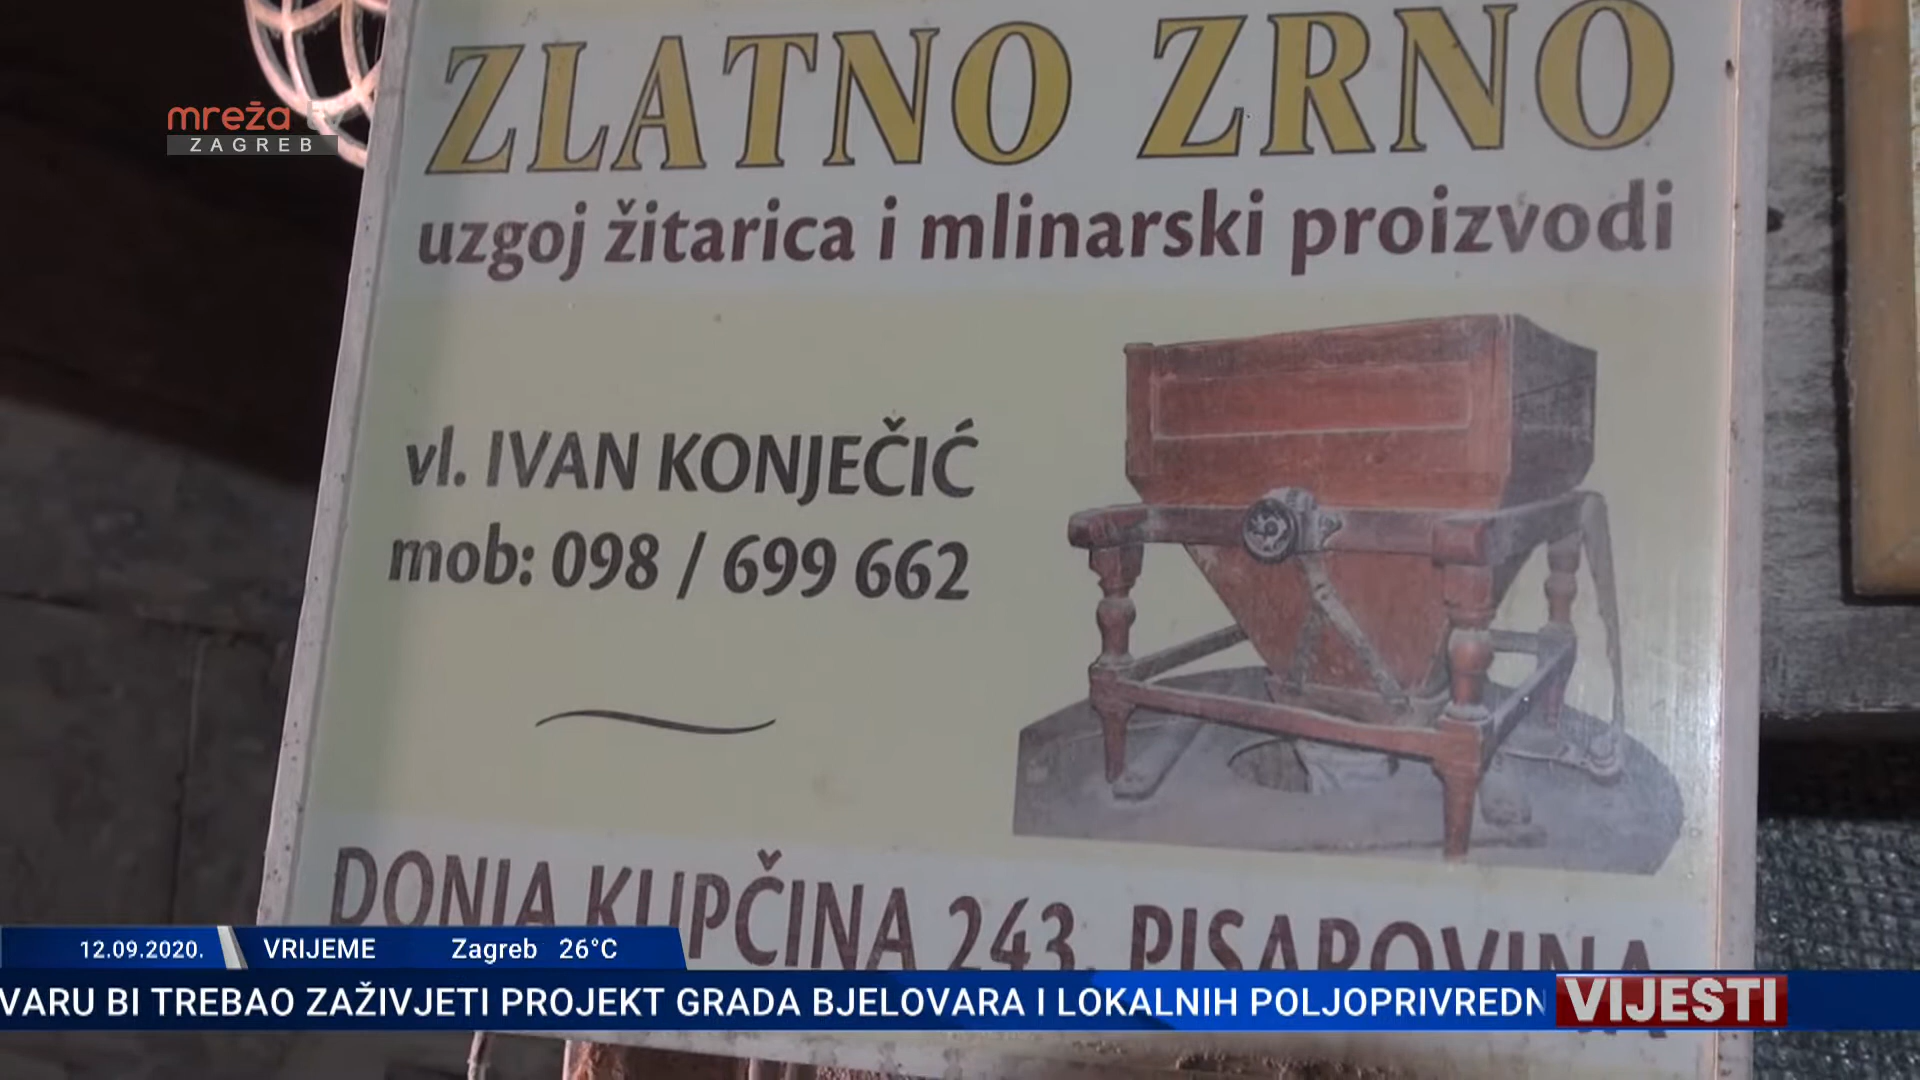 ZLATNO ZRNO
mreža tv
ZAGREB
uzgoj žitarica i mlinarski proizvodi
vl. IVAN KONJEČIĆ
mob: 098 / 699 662
DONJA KUPČINA 243, PISAROVINA
12.09.2020. VRIJEME Zagreb 26°C
VARU BI TREBAO ZAŽIVJETI PROJEKT GRADA BJELOVARA I LOKALNIH POLJOPRIVREDN
VIJESTI